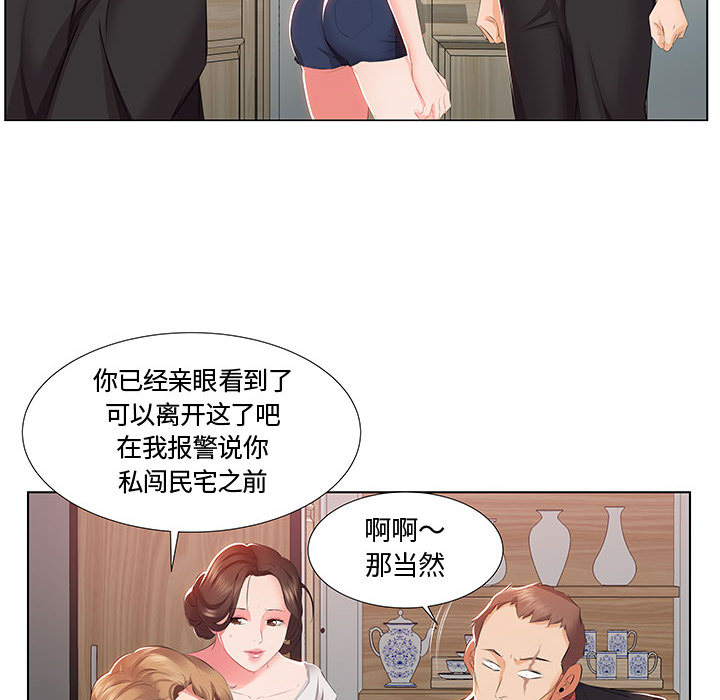 你已经亲眼看到了
可以离开这了吧
在我报警说你
私闯民宅之前
啊啊～
那当然